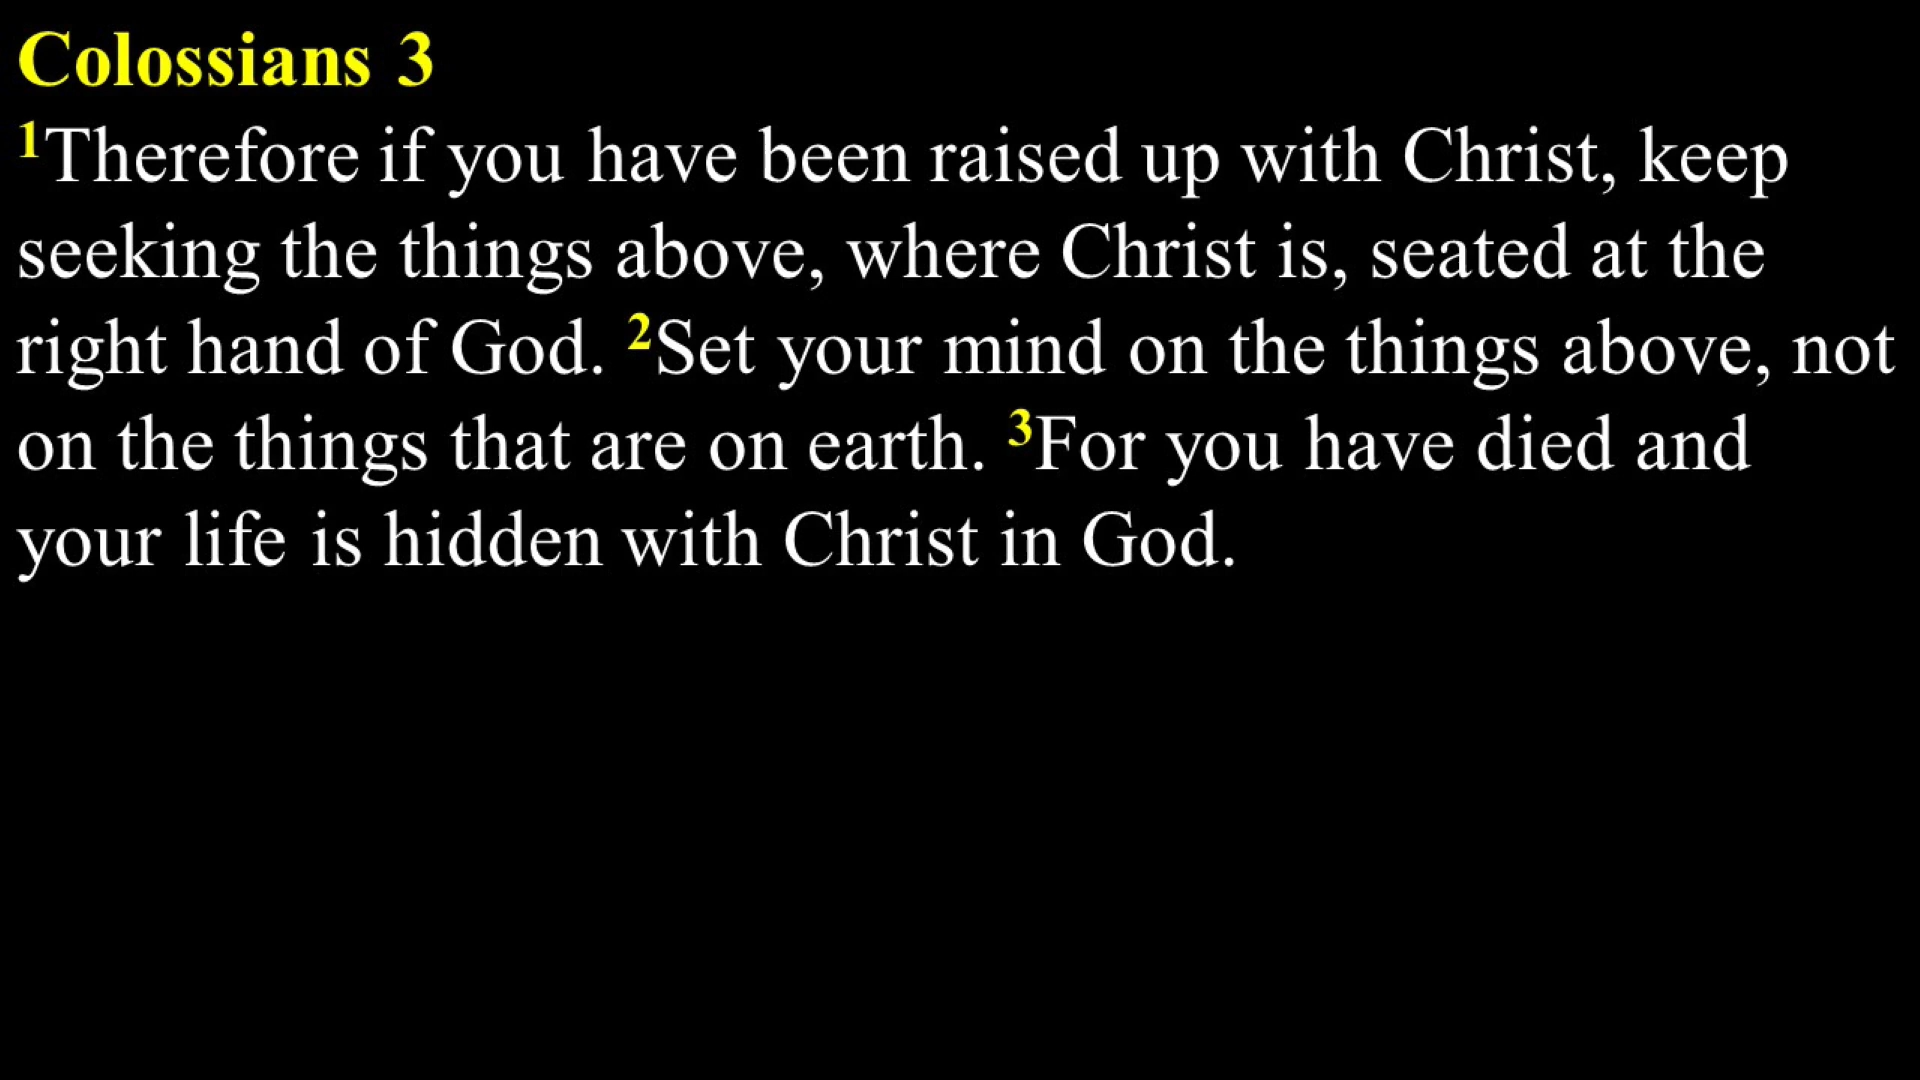 Colossians 3
1Therefore if you have been raised up with Christ, keep
seeking the things above, where Christ is, seated at the
right hand of God. 2Set your mind on the things above, not
on the things that are on earth. 3For you have died and
your life is hidden with Christ in God.